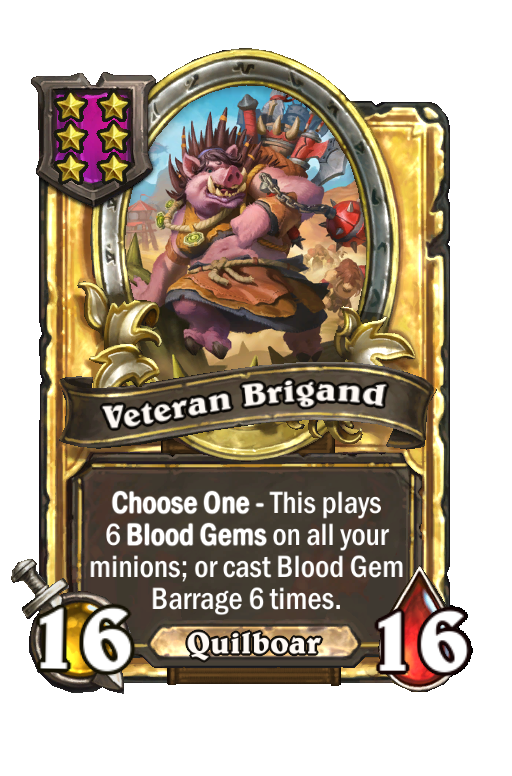 Veteran Brigand
Choose One - This plays
6 Blood Gems on all your
minions; or cast Blood Gem
Barrage 6 times.
16
Quilboar
16